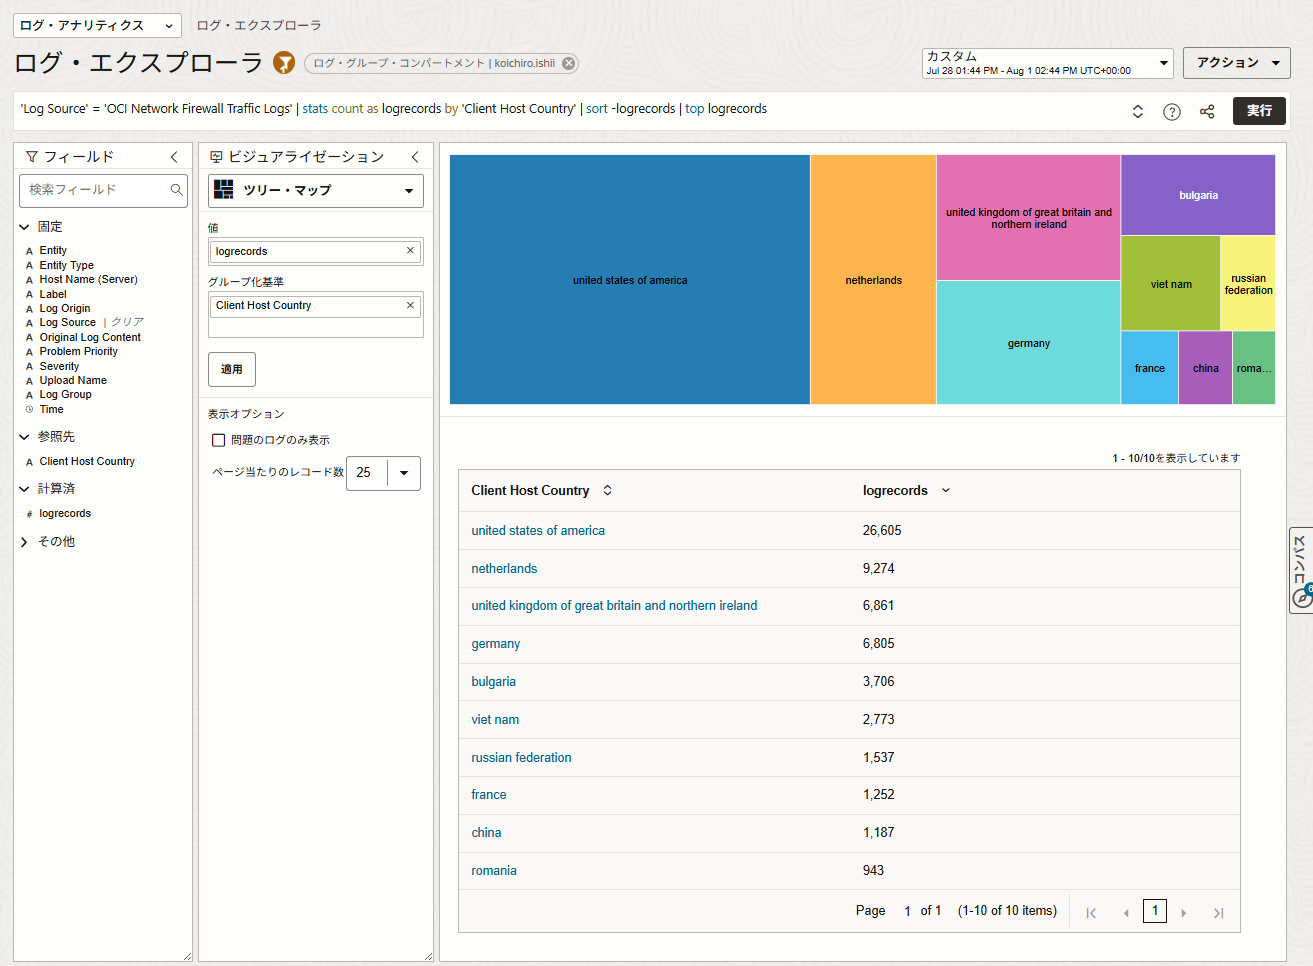 ログ・アナリティクス
ログ・エクスプローラ
ログ・エクスプローラ
ログ・グループ・コンパートメント | koichiro.ishii
カスタム
Jul 28 01:44 PM - Aug 1 02:44 PM UTC+00:00
アクション
'Log Source' = 'OCI Network Firewall Traffic Logs' | stats count as logrecords by 'Client Host Country' | sort -logrecords | top logrecords
実行
フィールド
検索フィールド
固定
A Entity
A Entity Type
A Host Name (Server)
A Label
A Log Origin
A Log Source | クリア
A Original Log Content
A Problem Priority
A Severity
A Upload Name
A Log Group
Time
参照先
A Client Host Country
計算済
# logrecords
その他
ビジュアライゼーション
ツリー・マップ
値
logrecords
グループ化基準
Client Host Country
適用
表示オプション
問題のログのみ表示
ページ当たりのレコード数 25
united states of america
netherlands
united kingdom of great britain and
northern ireland
germany
bulgaria
viet nam
russian
federation
france
china
roma...
1 - 10/10を表示しています
Client Host Country logrecords
united states of america 26,605
netherlands 9,274
united kingdom of great britain and northern ireland 6,861
germany 6,805
bulgaria 3,706
viet nam 2,773
russian federation 1,537
france 1,252
china 1,187
romania 943
Page 1 of 1 (1-10 of 10 items) 1
コンパス